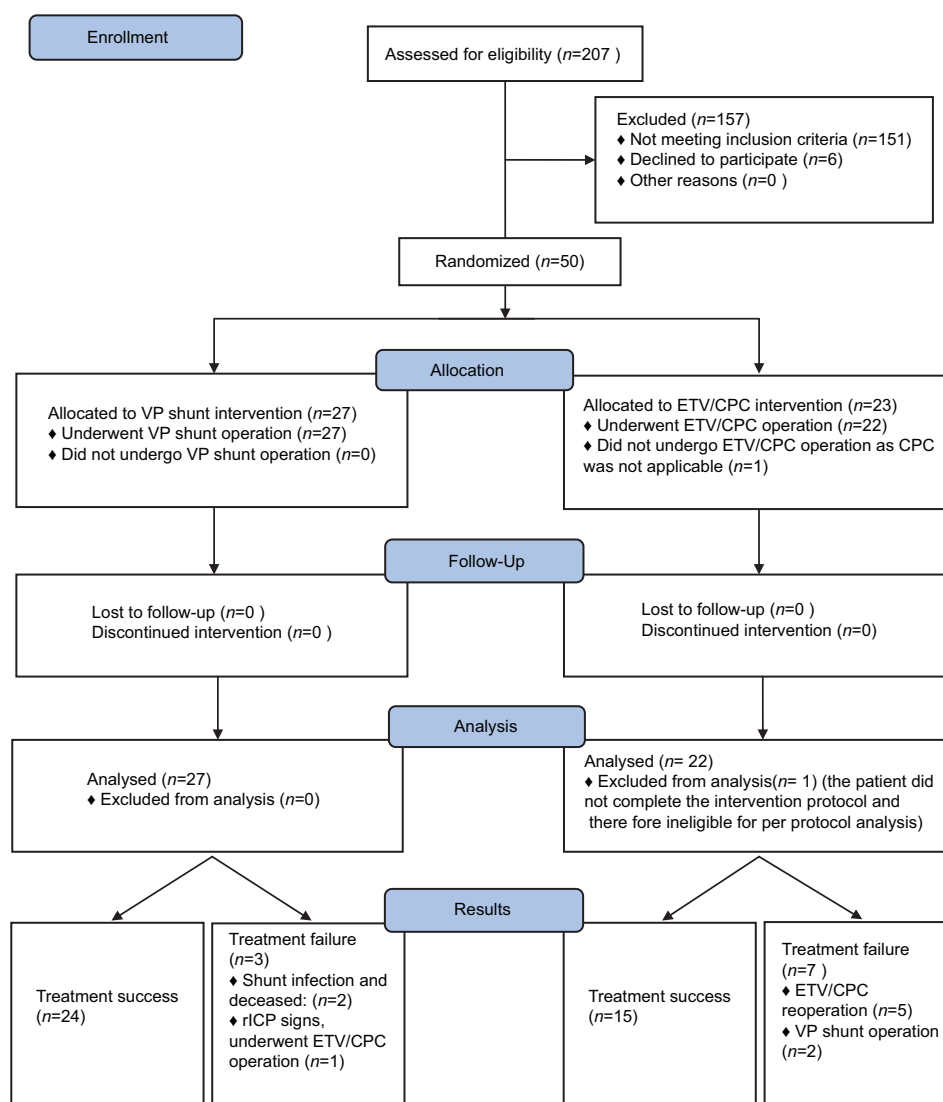 Enrollment
Assessed for eligibility (n=207 )
Excluded (n=157)
♦ Not meeting inclusion criteria (n=151)
♦ Declined to participate (n=6)
♦ Other reasons (n=0 )
Randomized (n=50)
Allocation
Allocated to VP shunt intervention (n=27)
♦ Underwent VP shunt operation (n=27)
♦ Did not undergo VP shunt operation (n=0)
Allocated to ETV/CPC intervention (n=23)
♦ Underwent ETV/CPC operation (n=22)
♦ Did not undergo ETV/CPC operation as CPC
was not applicable (n=1)
Follow-Up
Lost to follow-up (n=0 )
Discontinued intervention (n=0 )
Lost to follow-up (n=0 )
Discontinued intervention (n=0)
Analysis
Analysed (n=27)
♦ Excluded from analysis (n=0)
Analysed (n= 22)
♦ Excluded from analysis(n= 1) (the patient did
not complete the intervention protocol and
there fore ineligible for per protocol analysis)
Results
Treatment success
(n=24)
Treatment failure
(n=3)
♦ Shunt infection and
deceased: (n=2)
♦ rICP signs,
underwent ETV/CPC
operation (n=1)
Treatment success
(n=15)
Treatment failure
(n=7 )
♦ ETV/CPC
reoperation (n=5)
♦ VP shunt operation
(n=2)